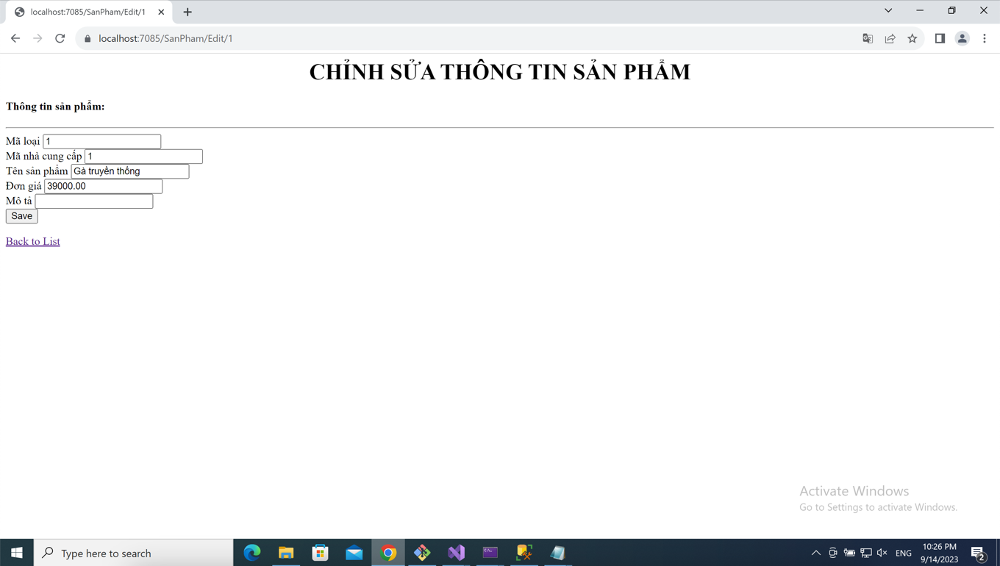 localhost:7085/SanPham/Edit/1
localhost:7085/SanPham/Edit/1
CHỈNH SỬA THÔNG TIN SẢN PHẨM
Thông tin sản phẩm:
Mã loại 1
Mã nhà cung cấp 1
Tên sản phẩm Gà truyền thống
Đơn giá 39000.00
Mô tả
Save
Back to List
Activate Windows
Go to Settings to activate Windows.
Type here to search
ENG
10:26 PM
9/14/2023
2